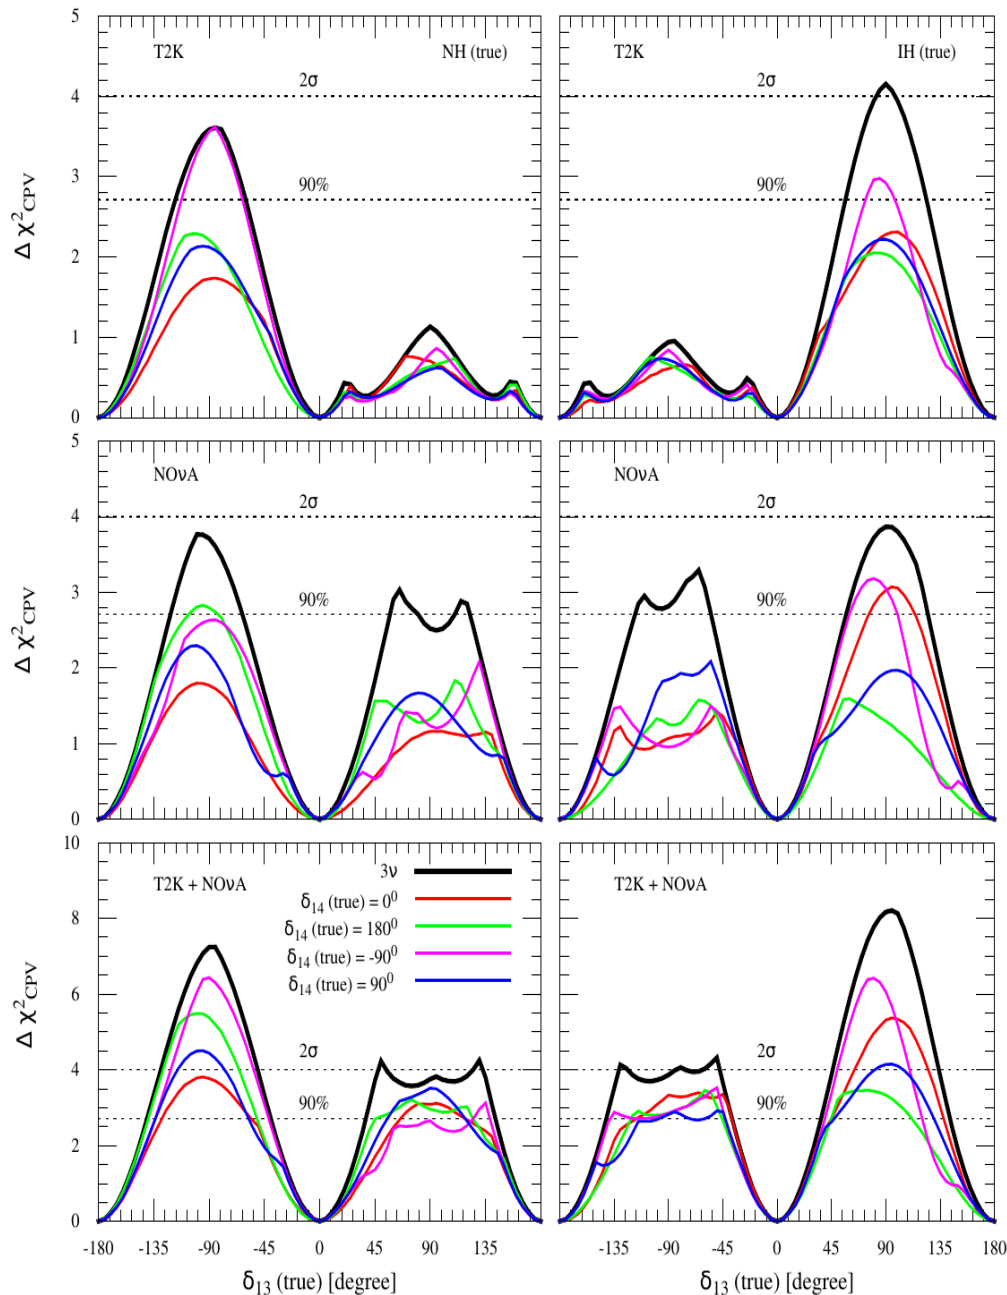 T2K NH (true)
2σ
90%
Δ χ²CPV
5
4
3
2
1
0
T2K IH (true)
2σ
90%
NOνA
2σ
90%
Δ χ²CPV
5
4
3
2
1
0
NOνA
2σ
90%
T2K + NOνA
3ν
δ14 (true) = 0⁰
δ14 (true) = 180⁰
δ14 (true) = -90⁰
δ14 (true) = 90⁰
2σ
90%
Δ χ²CPV
10
8
6
4
2
0
T2K + NOνA
2σ
90%
-180 -135 -90 -45 0 45 90 135
-135 -90 -45 0 45 90 135 180
δ13 (true) [degree]
δ13 (true) [degree]